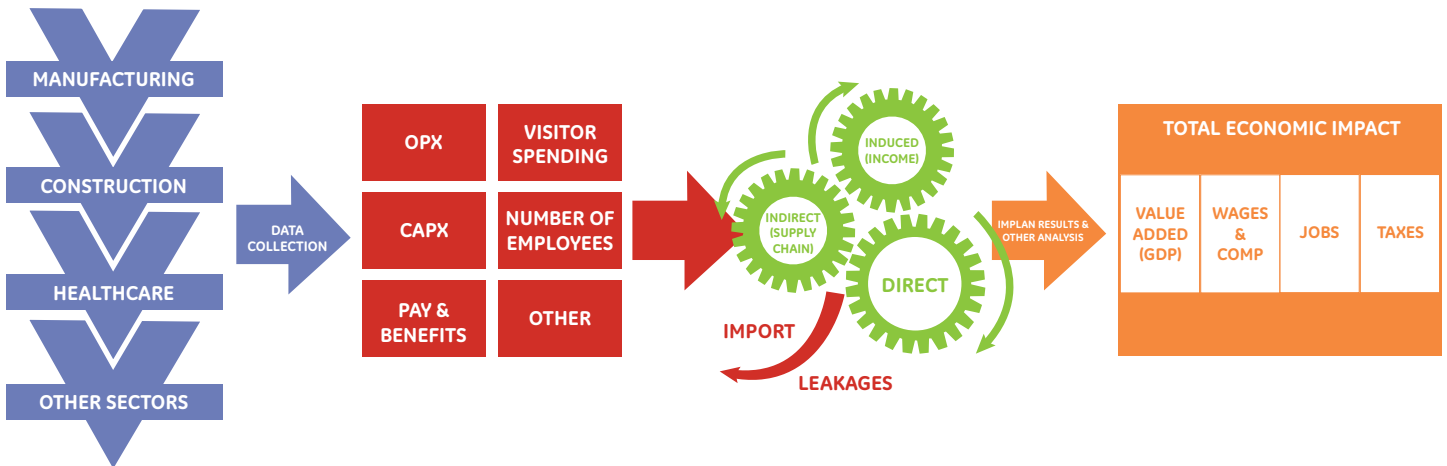 MANUFACTURING
CONSTRUCTION
HEALTHCARE
OTHER SECTORS
DATA
COLLECTION
OPX
VISITOR
SPENDING
CAPX
NUMBER OF
EMPLOYEES
PAY &
BENEFITS
OTHER
INDUCED
(INCOME)
INDIRECT
(SUPPLY
CHAIN)
DIRECT
IMPORT
LEAKAGES
IMPLAN RESULTS &
OTHER ANALYSIS
TOTAL ECONOMIC IMPACT
VALUE
ADDED
(GDP)
WAGES
&
COMP
JOBS
TAXES